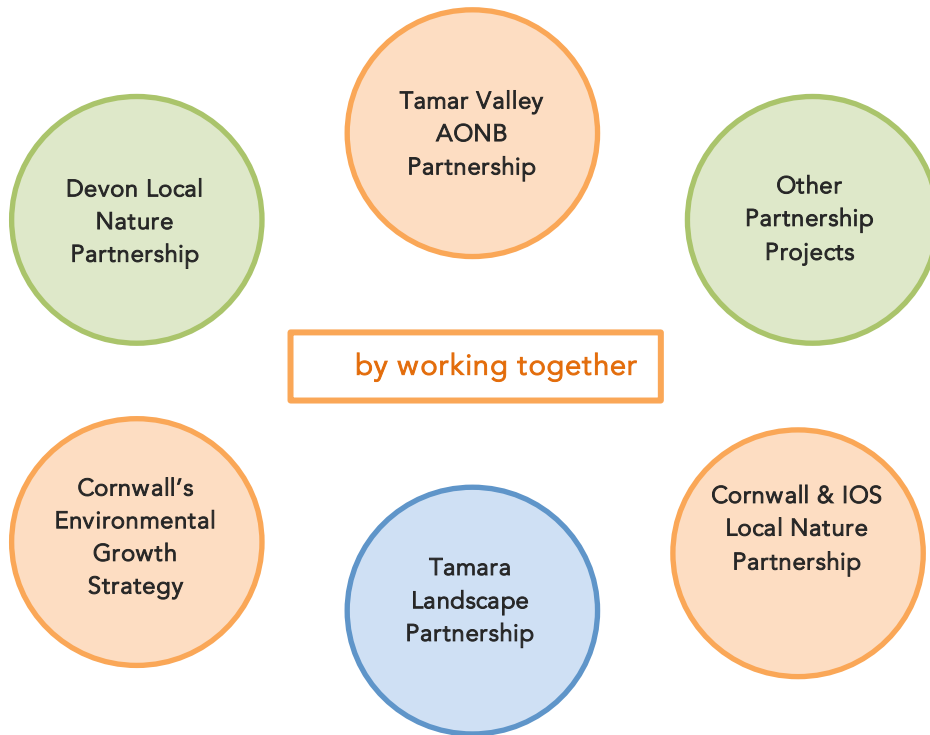 Tamar Valley
AONB
Partnership
Devon Local
Nature
Partnership
Other
Partnership
Projects
by working together
Cornwall’s
Environmental
Growth
Strategy
Tamara
Landscape
Partnership
Cornwall & IOS
Local Nature
Partnership